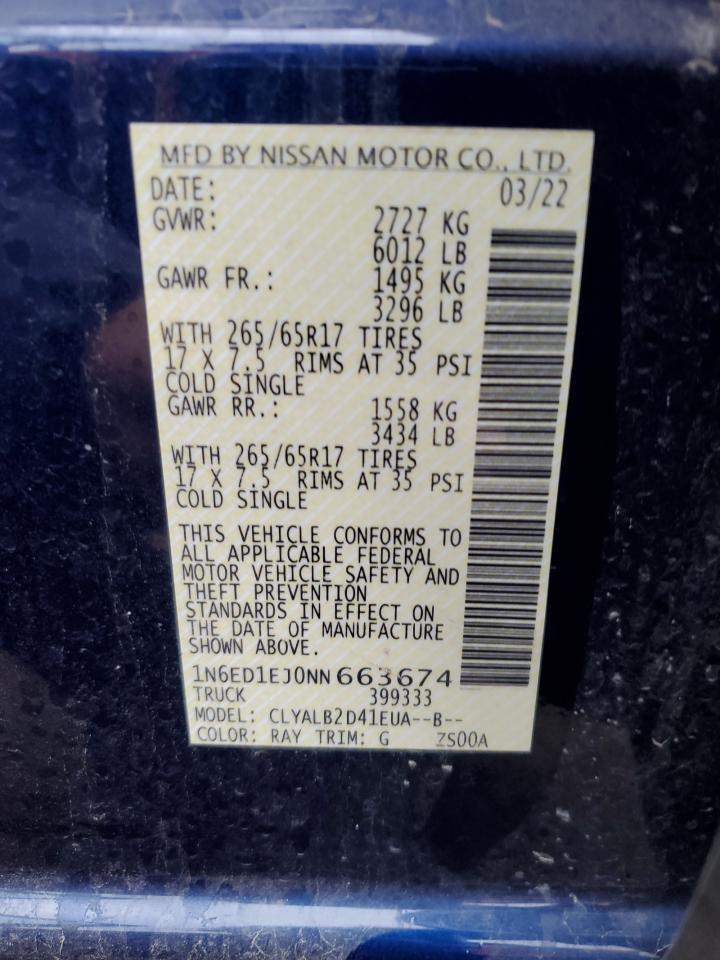 MFD BY NISSAN MOTOR CO., LTD.
DATE: 03/22
GVWR: 2727 KG
6012 LB
GAWR FR.: 1495 KG
3296 LB
WITH 265/65R17 TIRES
17 X 7.5 RIMS AT 35 PSI
COLD SINGLE
GAWR RR.: 1558 KG
3434 LB
WITH 265/65R17 TIRES
17 X 7.5 RIMS AT 35 PSI
COLD SINGLE
THIS VEHICLE CONFORMS TO
ALL APPLICABLE FEDERAL
MOTOR VEHICLE SAFETY AND
THEFT PREVENTION
STANDARDS IN EFFECT ON
THE DATE OF MANUFACTURE
SHOWN ABOVE.
1N6ED1EJ0NN663674
TRUCK 399333
MODEL: CLYALB2D41EUA--B--
COLOR: RAY TRIM: G ZS00A